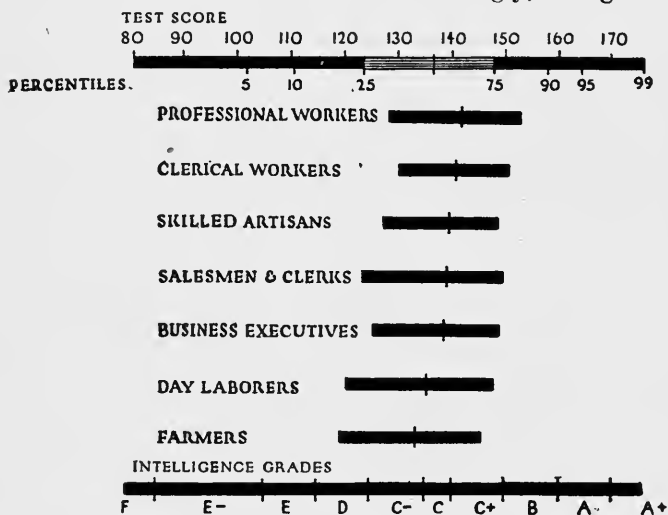 TEST SCORE
80 90 100 110 120 130 140 150 160 170
PERCENTILES. 5 10 25 75 90 95 99
PROFESSIONAL WORKERS
CLERICAL WORKERS
SKILLED ARTISANS
SALESMEN & CLERKS
BUSINESS EXECUTIVES
DAY LABORERS
FARMERS
INTELLIGENCE GRADES
F E- E D C- C C+ B A- A+